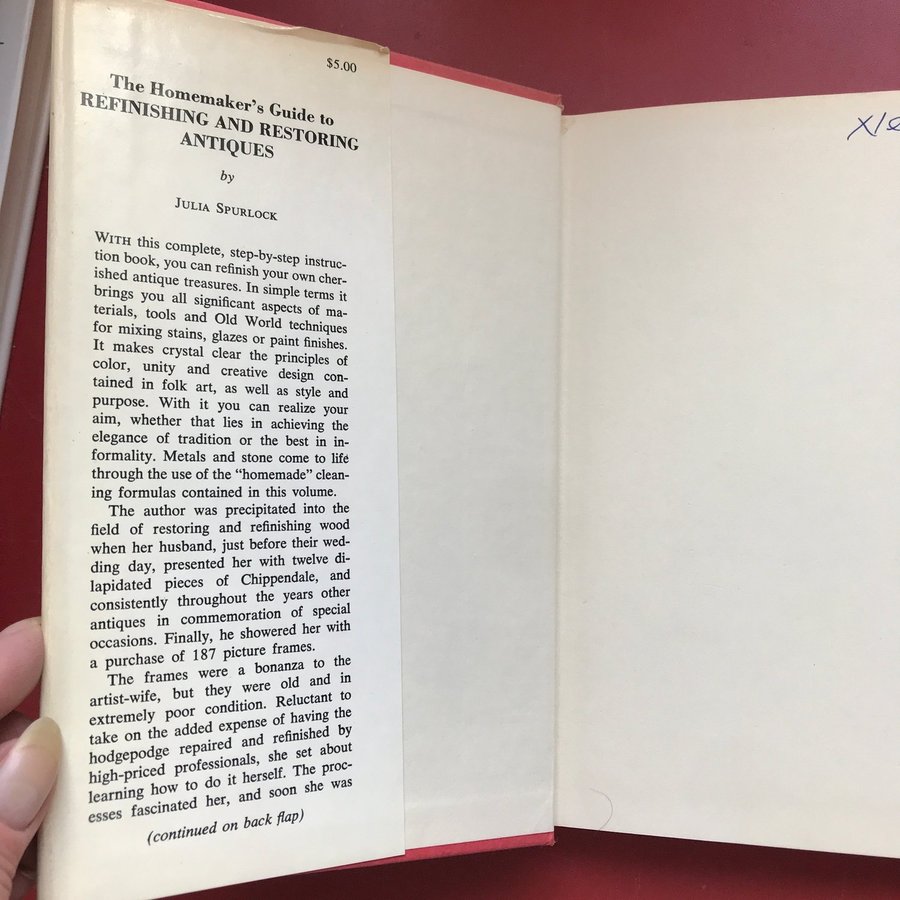 $5.00
The Homemaker's Guide to
REFINISHING AND RESTORING
ANTIQUES
by
JULIA SPURLOCK
WITH this complete, step-by-step instruc-
tion book, you can refinish your own cher-
ished antique treasures. In simple terms it
brings you all significant aspects of ma-
terials, tools and Old World techniques
for mixing stains, glazes or paint finishes.
It makes crystal clear the principles of
color, unity and creative design con-
tained in folk art, as well as style and
purpose. With it you can realize your
aim, whether that lies in achieving the
elegance of tradition or the best in in-
formality. Metals and stone come to life
through the use of the "homemade" clean-
ing formulas contained in this volume.
The author was precipitated into the
field of restoring and refinishing wood
when her husband, just before their wed-
ding day, presented her with twelve di-
lapidated pieces of Chippendale, and
consistently throughout the years other
antiques in commemoration of special
occasions. Finally, he showered her with
a purchase of 187 picture frames.
The frames were a bonanza to the
artist-wife, but they were old and in
extremely poor condition. Reluctant to
take on the added expense of having the
hodgepodge repaired and refinished by
high-priced professionals, she set about
learning how to do it herself. The proc-
esses fascinated her, and soon she was
(continued on back flap)